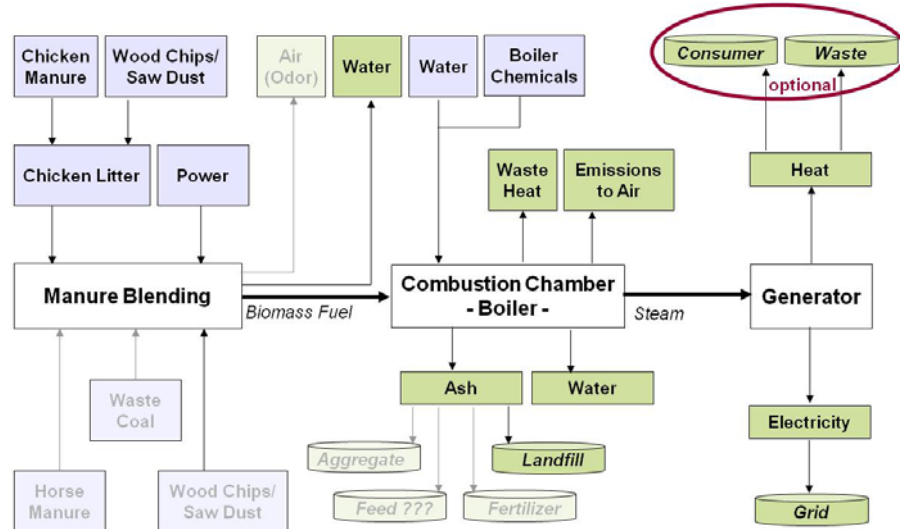 Chicken
Manure
Wood Chips/
Saw Dust
Air
(Odor)
Water
Water
Boiler
Chemicals
Consumer
Waste
optional
Chicken Litter
Power
Waste
Heat
Emissions
to Air
Heat
Manure Blending
Biomass Fuel
Combustion Chamber
- Boiler -
Steam
Generator
Waste
Coal
Ash
Water
Electricity
Aggregate
Landfill
Horse
Manure
Wood Chips/
Saw Dust
Feed ???
Fertilizer
Grid